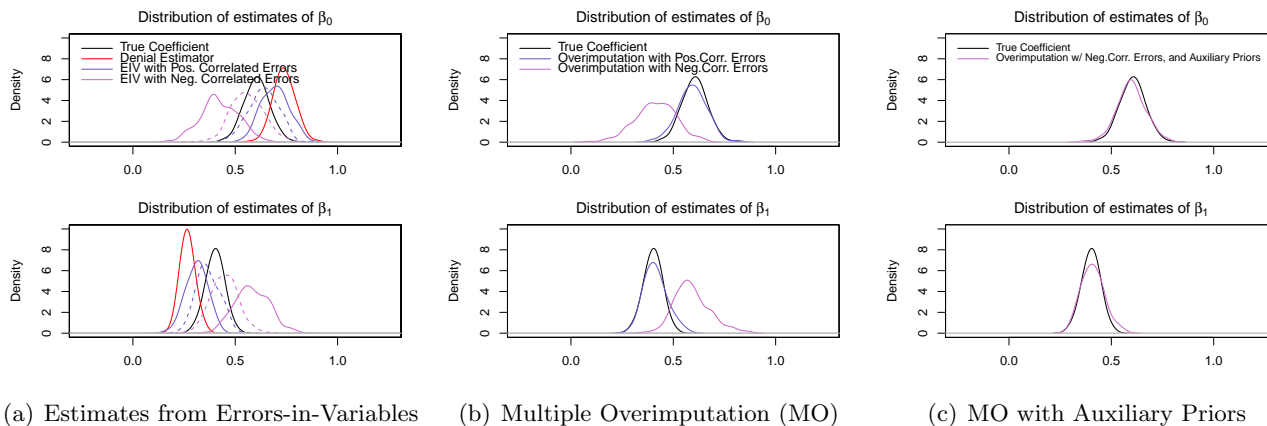 Distribution of estimates of β0
True Coefficient
Denial Estimator
EIV with Pos. Correlated Errors
EIV with Neg. Correlated Errors
Density
0 2 4 6 8
0.0 0.5 1.0
Distribution of estimates of β1
Density
0 2 4 6 8
0.0 0.5 1.0
(a) Estimates from Errors-in-Variables
Distribution of estimates of β0
True Coefficient
Overimputation with Pos.Corr. Errors
Overimputation with Neg.Corr. Errors
Density
0 2 4 6 8
0.0 0.5 1.0
Distribution of estimates of β1
Density
0 2 4 6 8
0.0 0.5 1.0
(b) Multiple Overimputation (MO)
Distribution of estimates of β0
True Coefficient
Overimputation w/ Neg.Corr. Errors, and Auxiliary Priors
Density
0 2 4 6 8
0.0 0.5 1.0
Distribution of estimates of β1
Density
0 2 4 6 8
0.0 0.5 1.0
(c) MO with Auxiliary Priors